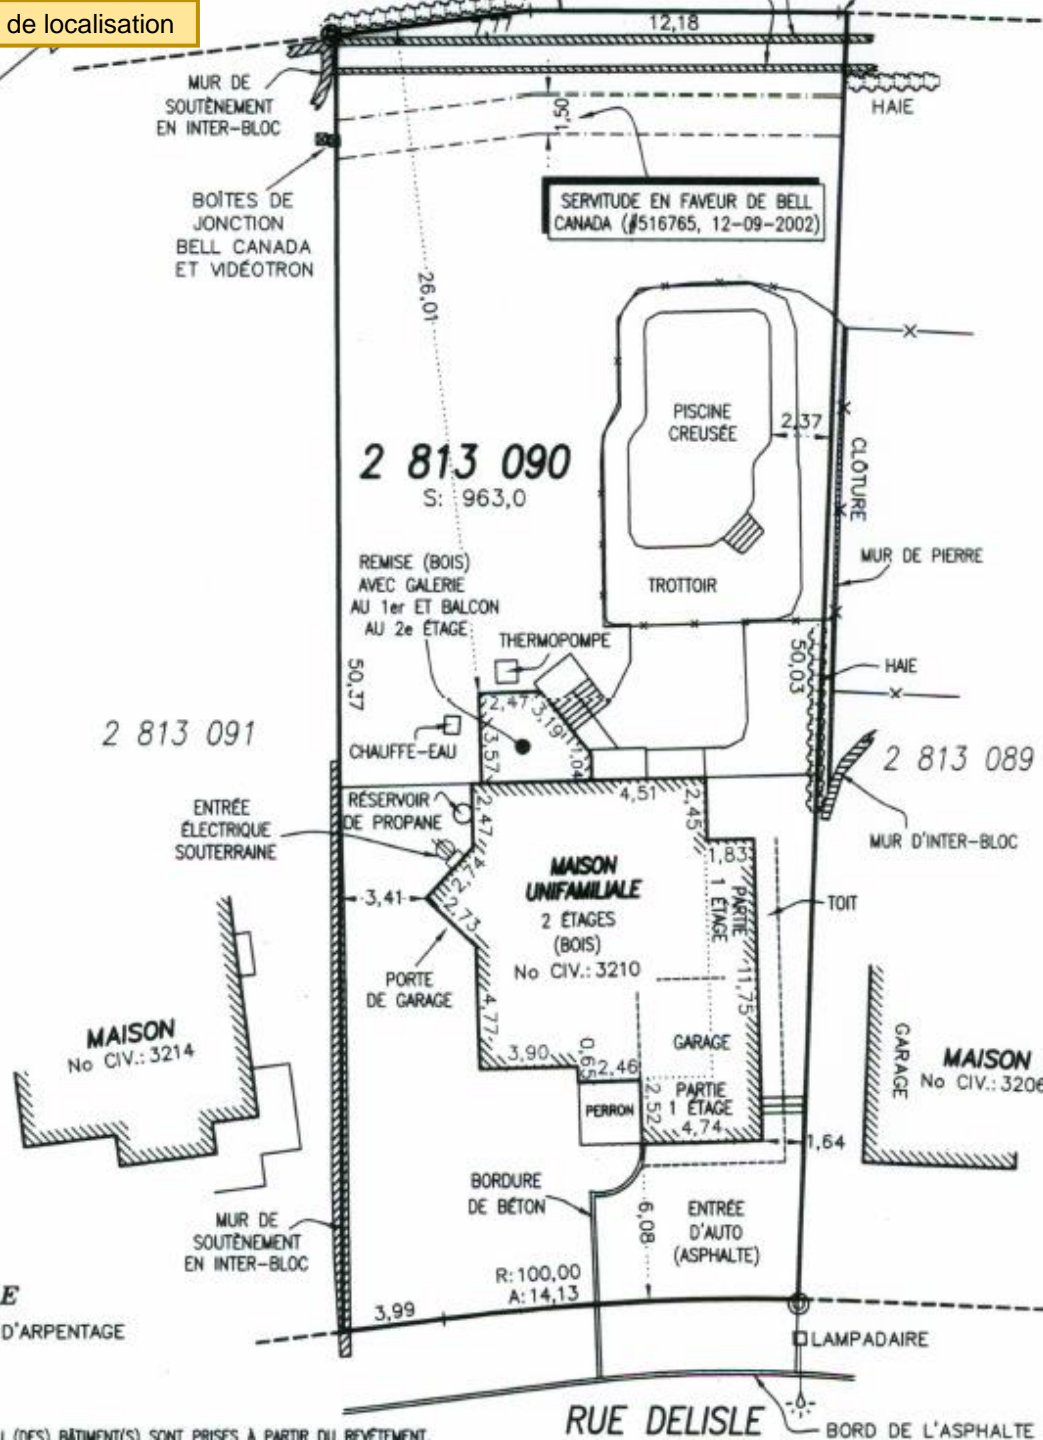 de localisation
12,18
MUR DE
SOUTÈNEMENT
EN INTER-BLOC
HAIE
1,50
BOÎTES DE
JONCTION
BELL CANADA
ET VIDÉOTRON
SERVITUDE EN FAVEUR DE BELL
CANADA (#516765, 12-09-2002)
26,01
PISCINE
CREUSÉE
2,37
CLÔTURE
2 813 090
S: 963,0
MUR DE PIERRE
REMISE (BOIS)
AVEC GALERIE
AU 1er ET BALCON
AU 2e ÉTAGE
TROTTOIR
THERMOPOMPE
50,37
50,03
HAIE
2,47
3,19
1,04
3,57
2 813 091
CHAUFFE-EAU
2 813 089
4,51
2,45
2,47
RÉSERVOIR
DE PROPANE
ENTRÉE
ÉLECTRIQUE
SOUTERRAINE
MUR D'INTER-BLOC
1,83
2,74
MAISON
UNIFAMILIALE
2 ÉTAGES
(BOIS)
No CIV.: 3210
PARTIE
1 ÉTAGE
TOIT
3,41
2,73
11,75
PORTE
DE GARAGE
4,77
MAISON
No CIV.: 3214
GARAGE
GARAGE
MAISON
No CIV.: 3206
3,90
0,65
2,46
PERRON
2,52
PARTIE
1 ÉTAGE
4,74
1,64
BORDURE
DE BÉTON
6,08
ENTRÉE
D'AUTO
(ASPHALTE)
MUR DE
SOUTÈNEMENT
EN INTER-BLOC
R: 100,00
A: 14,13
3,99
E
D'ARPENTAGE
LAMPADAIRE
RUE DELISLE
BORD DE L'ASPHALTE
(DES) BÂTIMENT(S) SONT PRISES À PARTIR DU REVÊTEMENT.